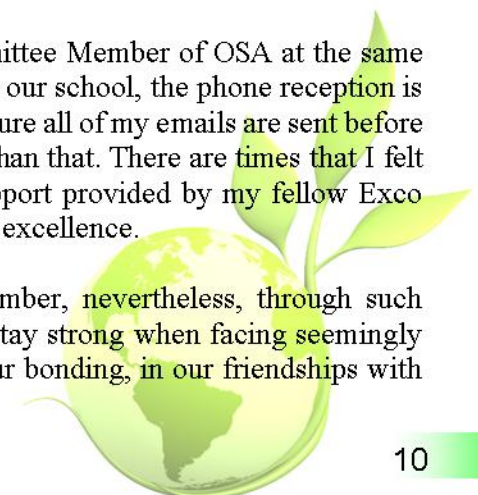 ittee Member of OSA at the same
our school, the phone reception is
ure all of my emails are sent before
han that. There are times that I felt
pport provided by my fellow Exco
excellence.
mber, nevertheless, through such
tay strong when facing seemingly
ur bonding, in our friendships with
10